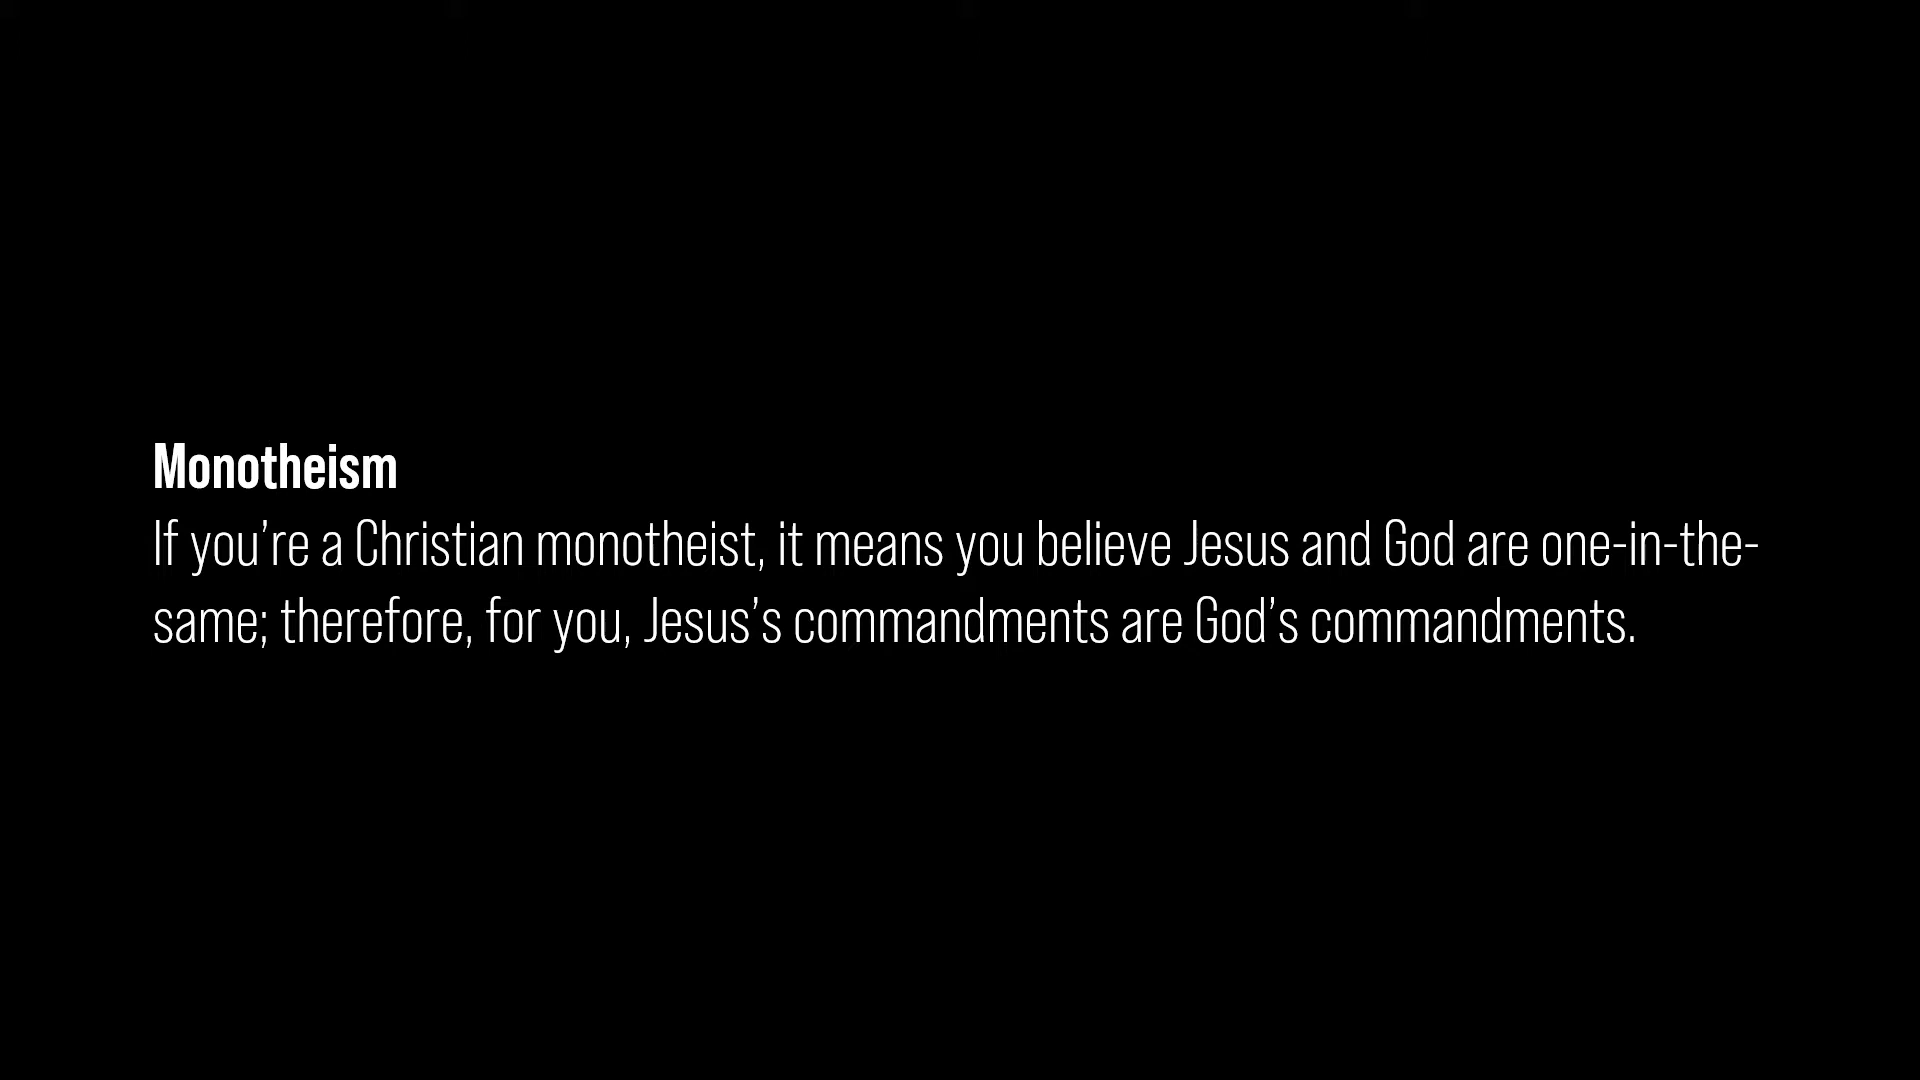 Monotheism
If you’re a Christian monotheist, it means you believe Jesus and God are one-in-the-
same; therefore, for you, Jesus’s commandments are God’s commandments.